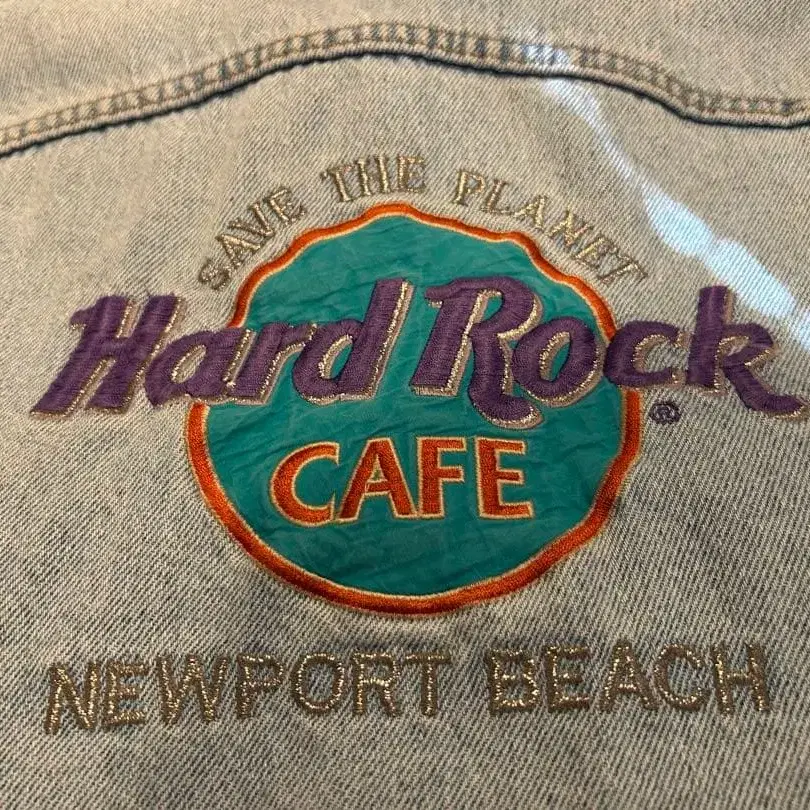 SAVE THE PLANET
Hard Rock ®
CAFE
NEWPORT BEACH